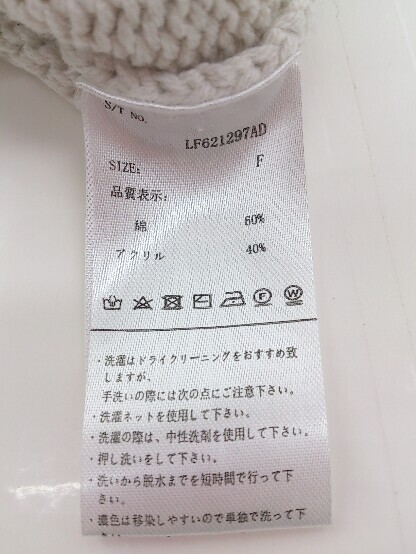 S/T No.
LF621297AD
SIZE: F
品質表示:
綿 60%
アクリル 40%
F W
・洗濯はドライクリーニングをおすすめ致
しますが、
手洗いの際には次の点にご注意下さい。
・洗濯ネットを使用して下さい。
・洗濯の際は、中性洗剤を使用して下さい。
・押し洗いをして下さい。
・洗いから脱水までを短時間で行って下
さい。
・濃色は移染しやすいので単独で洗って下